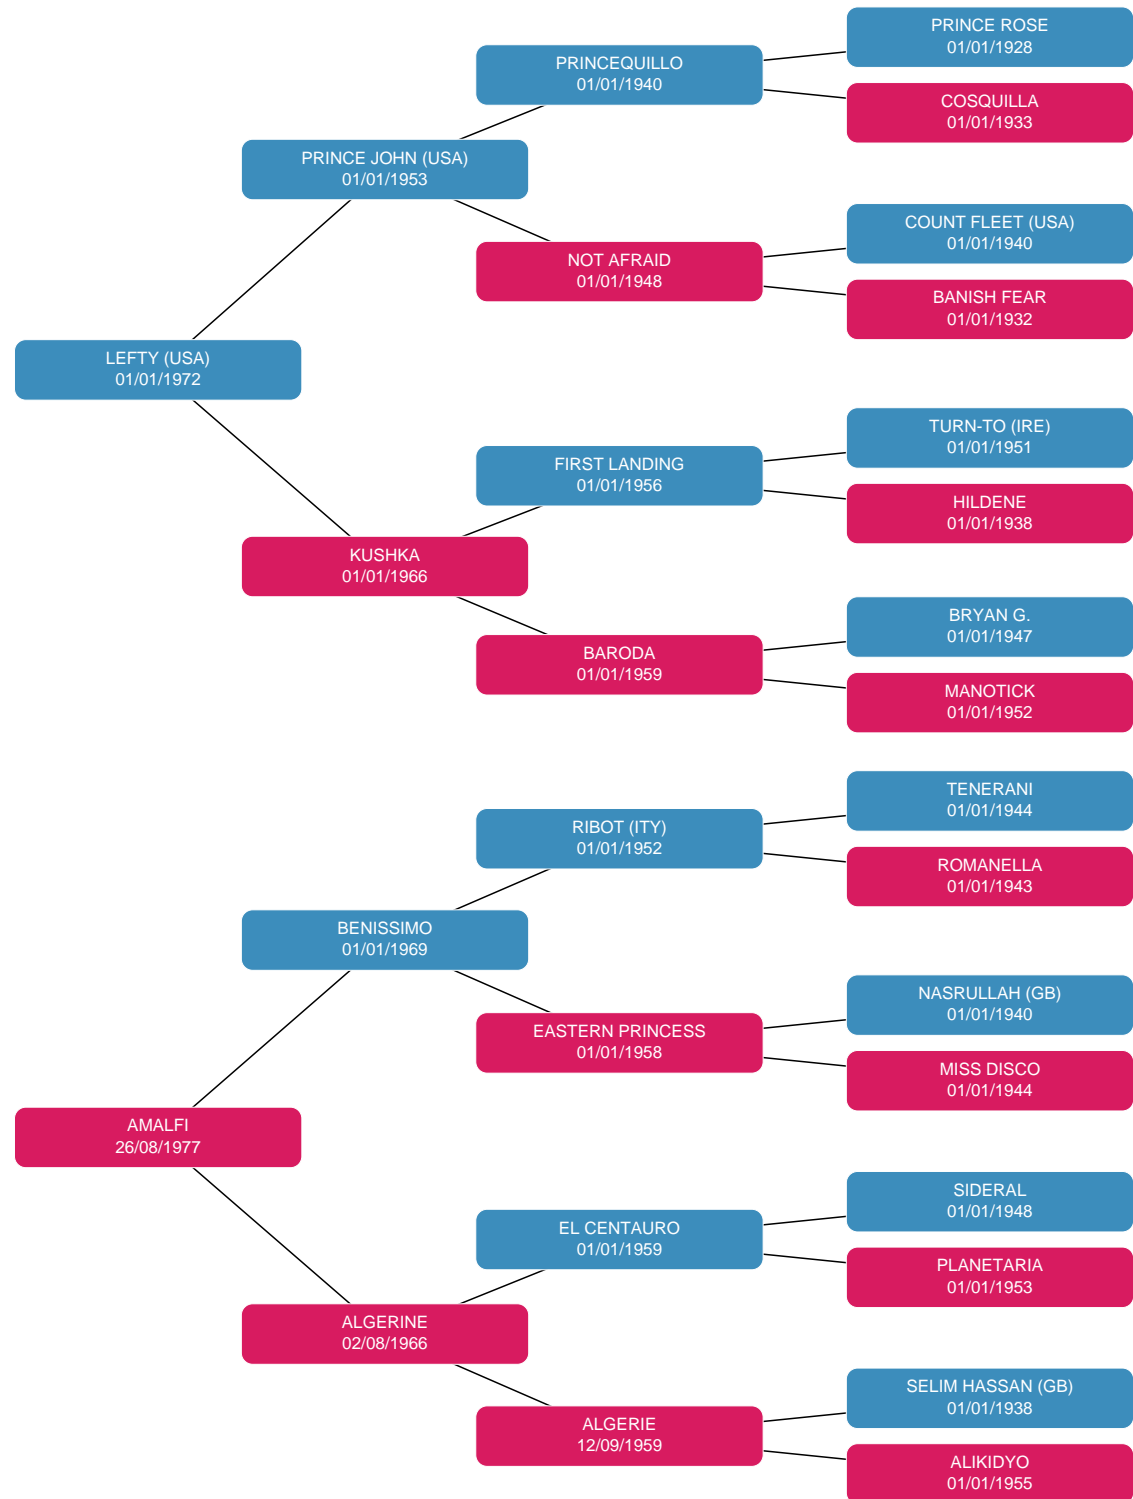 PRINCE ROSE
01/01/1928
PRINCEQUILLO
01/01/1940
COSQUILLA
01/01/1933
PRINCE JOHN (USA)
01/01/1953
COUNT FLEET (USA)
01/01/1940
NOT AFRAID
01/01/1948
BANISH FEAR
01/01/1932
LEFTY (USA)
01/01/1972
TURN-TO (IRE)
01/01/1951
FIRST LANDING
01/01/1956
HILDENE
01/01/1938
KUSHKA
01/01/1966
BRYAN G.
01/01/1947
BARODA
01/01/1959
MANOTICK
01/01/1952
TENERANI
01/01/1944
RIBOT (ITY)
01/01/1952
ROMANELLA
01/01/1943
BENISSIMO
01/01/1969
NASRULLAH (GB)
01/01/1940
EASTERN PRINCESS
01/01/1958
MISS DISCO
01/01/1944
AMALFI
26/08/1977
SIDERAL
01/01/1948
EL CENTAURO
01/01/1959
PLANETARIA
01/01/1953
ALGERINE
02/08/1966
SELIM HASSAN (GB)
01/01/1938
ALGERIE
12/09/1959
ALIKIDYO
01/01/1955